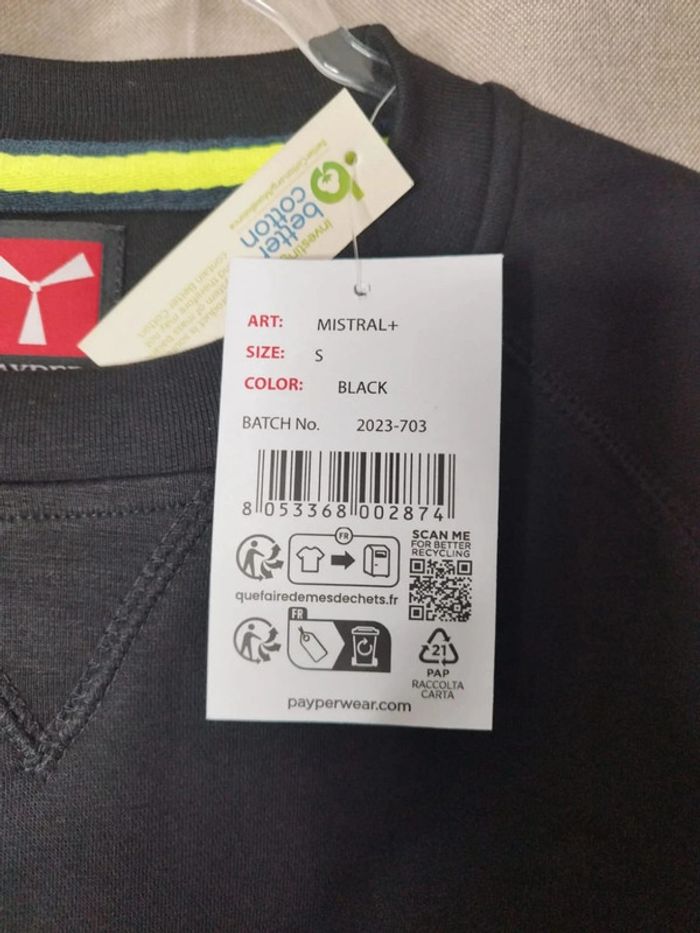 better
cotton
investing
ART: MISTRAL+
SIZE: S
COLOR: BLACK
BATCH No. 2023-703
8 053368 002874
FR
SCAN ME
FOR BETTER
RECYCLING
quefairedemesdechets.fr
FR
21
PAP
RACCOLTA
CARTA
payperwear.com